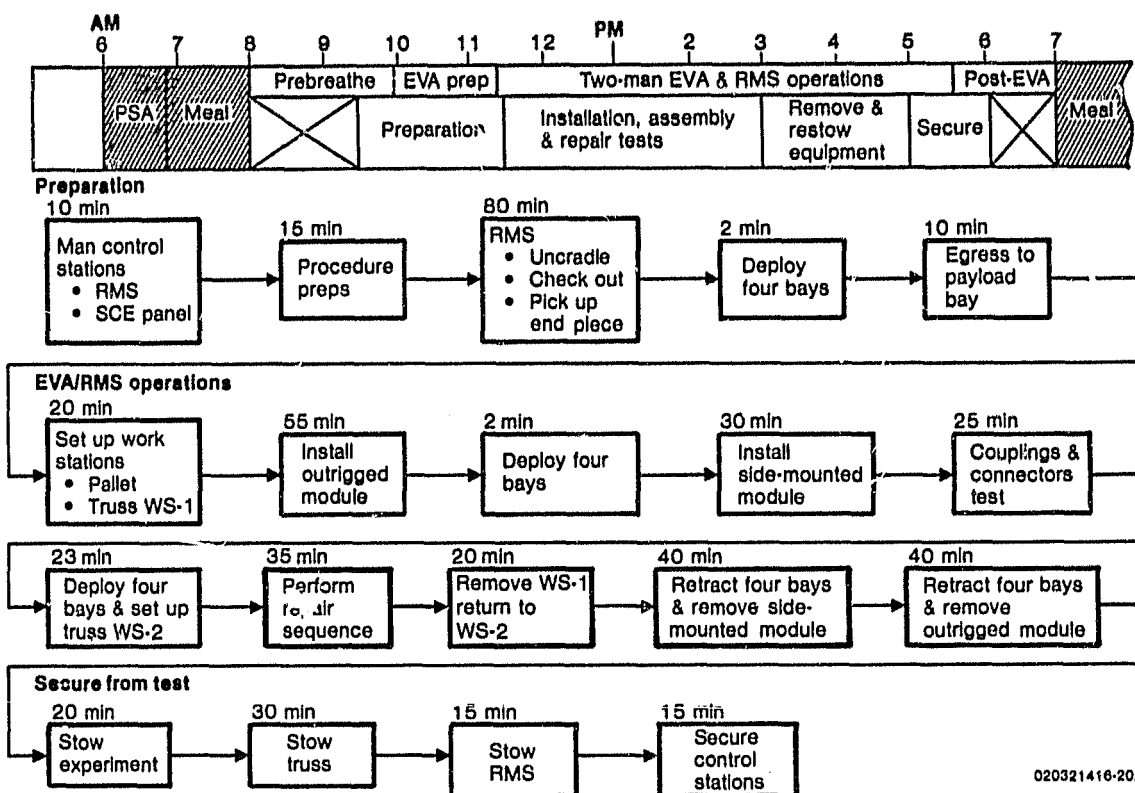 AM
PM
6 7 8 9 10 11 12 1 2 3 4 5 6 7
PSA
Meal
Prebreathe
EVA prep
Two-man EVA & RMS operations
Post-EVA
Meal
Preparation
Installation, assembly
& repair tests
Remove &
restow
equipment
Secure
Preparation
10 min
Man control
stations
• RMS
• SCE panel
15 min
Procedure
preps
80 min
RMS
• Uncradle
• Check out
• Pick up
end piece
2 min
Deploy
four bays
10 min
Egress to
payload
bay
EVA/RMS operations
20 min
Set up work
stations
• Pallet
• Truss WS-1
55 min
Install
outrigged
module
2 min
Deploy four
bays
30 min
Install
side-mounted
module
25 min
Couplings &
connectors
test
23 min
Deploy four
bays & set up
truss WS-2
35 min
Perform
sequence
20 min
Remove WS-1
return to
WS-2
40 min
Retract four bays
& remove side-
mounted module
40 min
Retract four bays
& remove
outrigged module
Secure from test
20 min
Stow
experiment
30 min
Stow
truss
15 min
Stow
RMS
15 min
Secure
control
stations